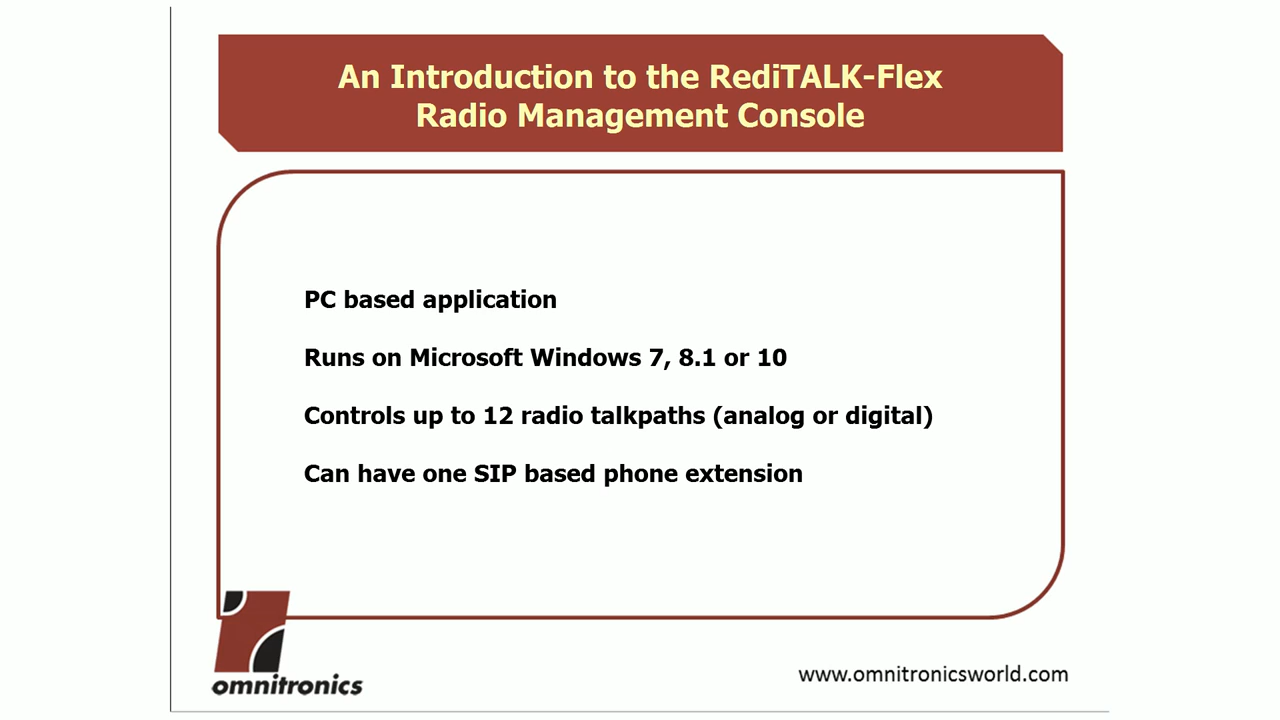 An Introduction to the RediTALK-Flex
Radio Management Console
PC based application
Runs on Microsoft Windows 7, 8.1 or 10
Controls up to 12 radio talkpaths (analog or digital)
Can have one SIP based phone extension
omnitronics
www.omnitronicsworld.com